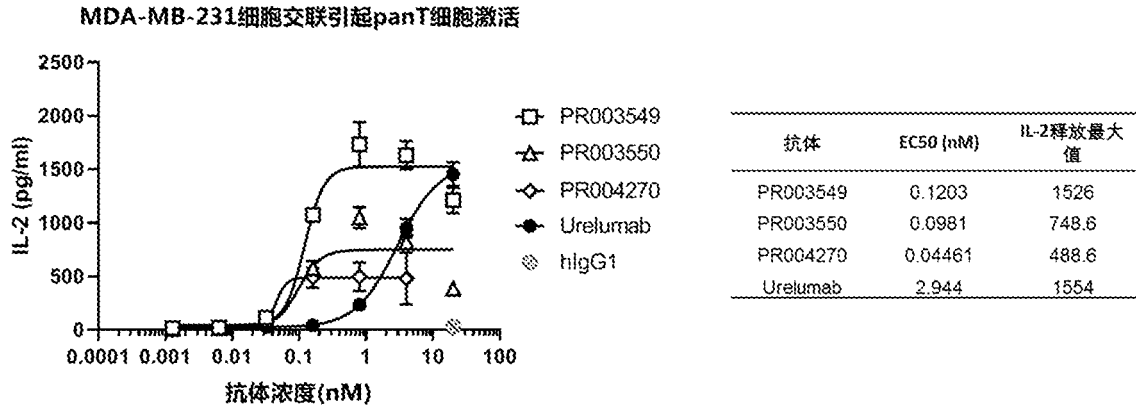 MDA-MB-231细胞交联引起panT细胞激活
IL-2 (pg/ml)
2500
2000
1500
1000
500
0
0.0001 0.001 0.01 0.1 1 10 100
抗体浓度(nM)
PR003549
PR003550
PR004270
Urelumab
hIgG1
抗体 EC50 (nM) IL-2释放最大
值
PR003549 0.1203 1526
PR003550 0.0981 748.6
PR004270 0.04461 488.6
Urelumab 2.944 1554